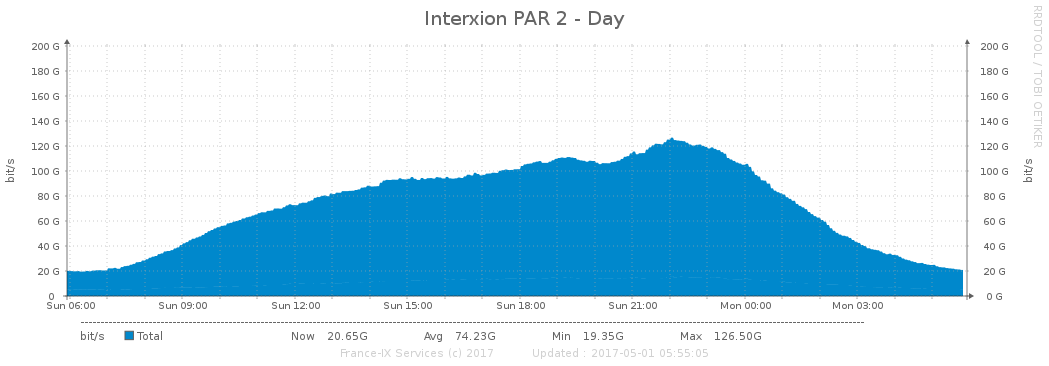 Interxion PAR 2 - Day
RRDTOOL / TOBI OETIKER
bit/s
bit/s
200 G 200 G
180 G 180 G
160 G 160 G
140 G 140 G
120 G 120 G
100 G 100 G
80 G 80 G
60 G 60 G
40 G 40 G
20 G 20 G
0 0 G
Sun 06:00 Sun 09:00 Sun 12:00 Sun 15:00 Sun 18:00 Sun 21:00 Mon 00:00 Mon 03:00
bit/s Total Now 20.65G Avg 74.23G Min 19.35G Max 126.50G
France-IX Services (c) 2017 Updated : 2017-05-01 05:55:05